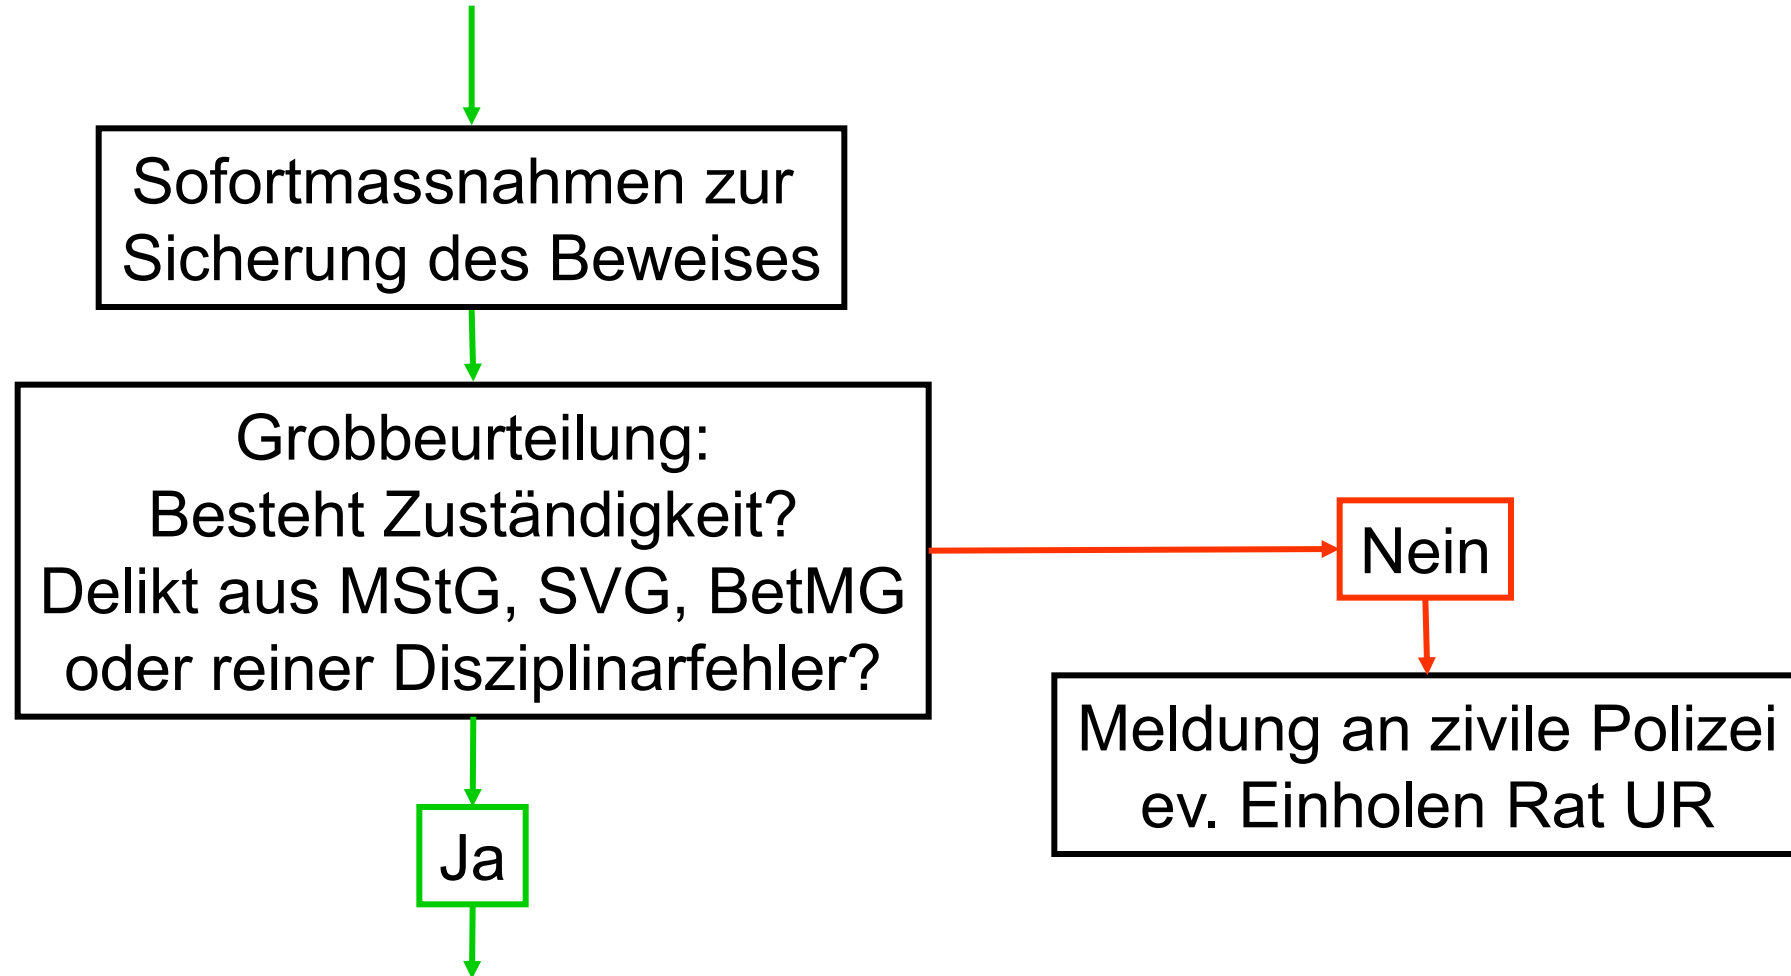 Sofortmassnahmen zur
Sicherung des Beweises
Grobbeurteilung:
Besteht Zuständigkeit?
Delikt aus MStG, SVG, BetMG
oder reiner Disziplinarfehler?
Nein
Meldung an zivile Polizei
ev. Einholen Rat UR
Ja